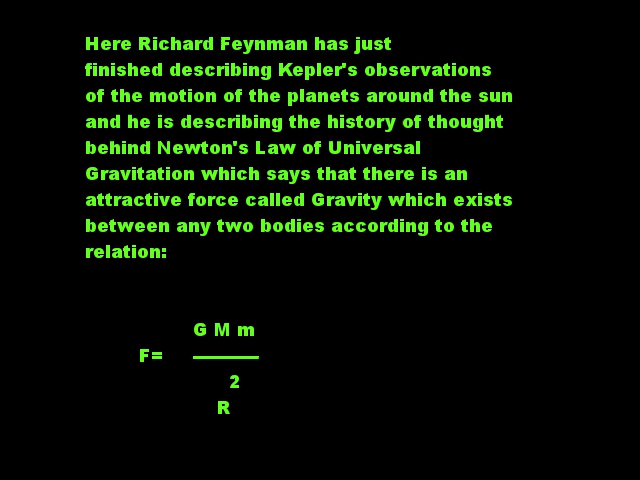 Here Richard Feynman has just
finished describing Kepler's observations
of the motion of the planets around the sun
and he is describing the history of thought
behind Newton's Law of Universal
Gravitation which says that there is an
attractive force called Gravity which exists
between any two bodies according to the
relation:
G M m
F=
2
R